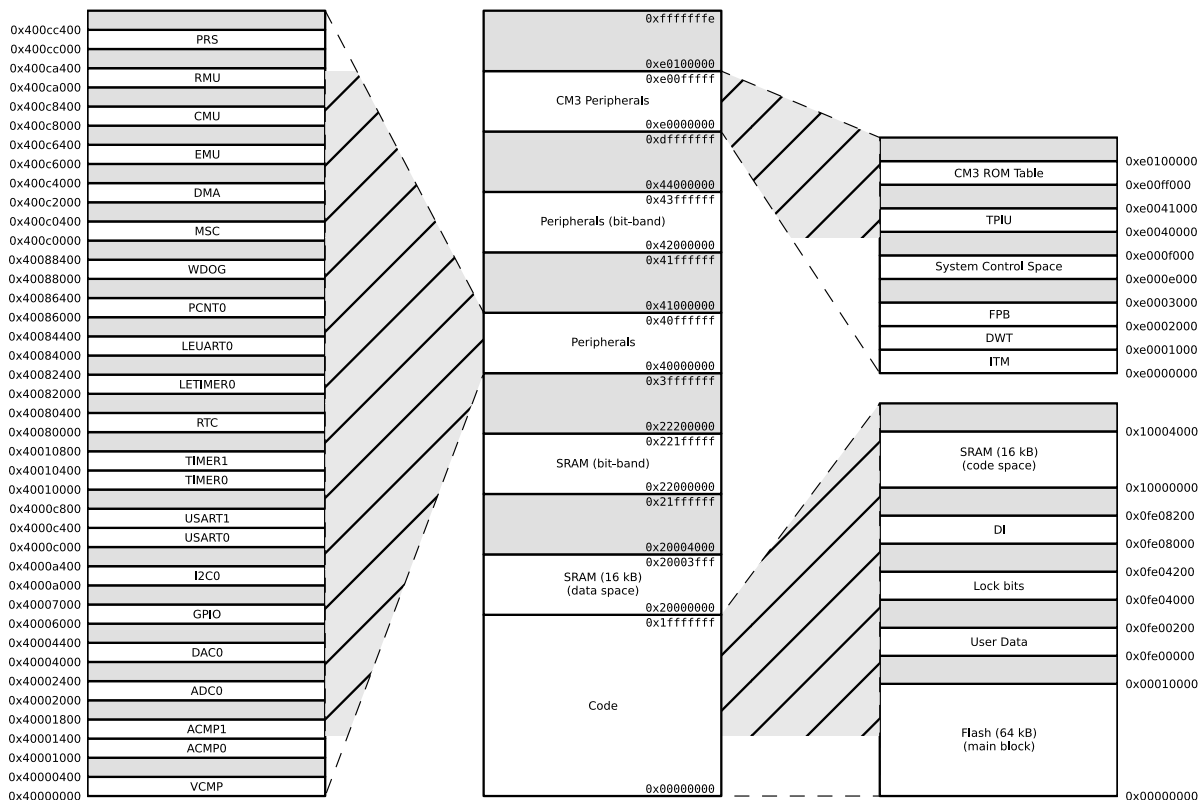 0x400cc400
PRS
0x400cc000
0x400ca400
RMU
0x400ca000
0x400c8400
CMU
0x400c8000
0x400c6400
EMU
0x400c6000
0x400c4000
DMA
0x400c2000
0x400c0400
MSC
0x400c0000
0x40088400
WDOG
0x40088000
0x40086400
PCNT0
0x40086000
0x40084400
LEUART0
0x40084000
0x40082400
LETIMER0
0x40082000
0x40080400
RTC
0x40080000
0x40010800
TIMER1
0x40010400
TIMER0
0x40010000
0x4000c800
USART1
0x4000c400
USART0
0x4000c000
0x4000a400
I2C0
0x4000a000
0x40007000
GPIO
0x40006000
0x40004400
DAC0
0x40004000
0x40002400
ADC0
0x40002000
0x40001800
ACMP1
0x40001400
ACMP0
0x40001000
0x40000400
VCMP
0x40000000
0xfffffffe
0xe0100000
0xe00fffff
CM3 Peripherals
0xe0000000
0xdfffffff
0x44000000
0x43ffffff
Peripherals (bit-band)
0x42000000
0x41ffffff
0x41000000
0x40ffffff
Peripherals
0x40000000
0x3fffffff
0x22200000
0x221fffff
SRAM (bit-band)
0x22000000
0x21ffffff
0x20004000
0x20003fff
SRAM (16 kB)
(data space)
0x20000000
0x1fffffff
Code
0x00000000
0xe0100000
CM3 ROM Table
0xe00ff000
0xe0041000
TPIU
0xe0040000
0xe000f000
System Control Space
0xe000e000
0xe0003000
FPB
0xe0002000
DWT
0xe0001000
ITM
0xe0000000
0x10004000
SRAM (16 kB)
(code space)
0x10000000
0x0fe08200
DI
0x0fe08000
0x0fe04200
Lock bits
0x0fe04000
0x0fe00200
User Data
0x0fe00000
0x00010000
Flash (64 kB)
(main block)
0x00000000